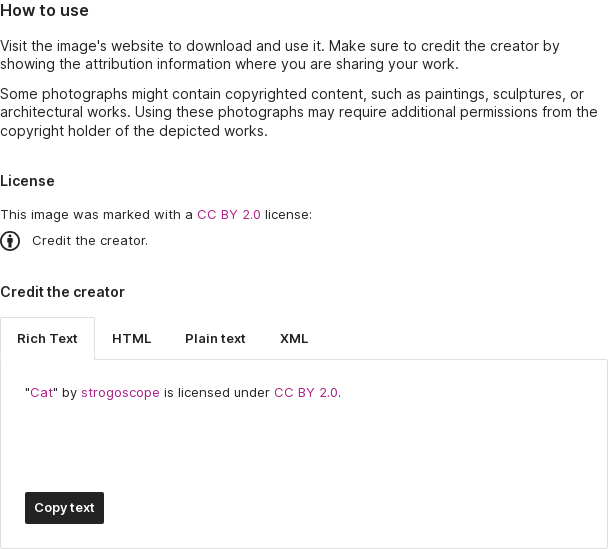 How to use
Visit the image's website to download and use it. Make sure to credit the creator by
showing the attribution information where you are sharing your work.
Some photographs might contain copyrighted content, such as paintings, sculptures, or
architectural works. Using these photographs may require additional permissions from the
copyright holder of the depicted works.
License
This image was marked with a CC BY 2.0 license:
Credit the creator.
Credit the creator
Rich Text HTML Plain text XML
"Cat" by strogoscope is licensed under CC BY 2.0.
Copy text